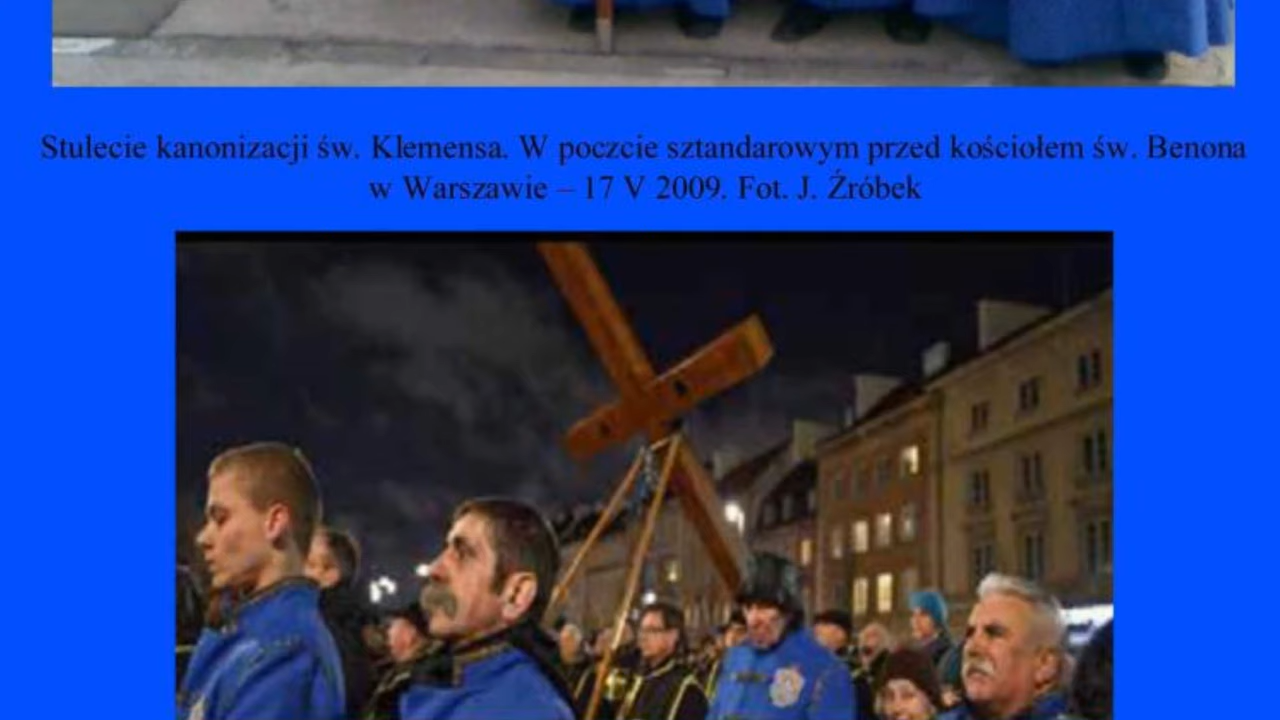 Stulecie kanonizacji św. Klemensa. W poczcie sztandarowym przed kościołem św. Benona
w Warszawie – 17 V 2009. Fot. J. Źróbek